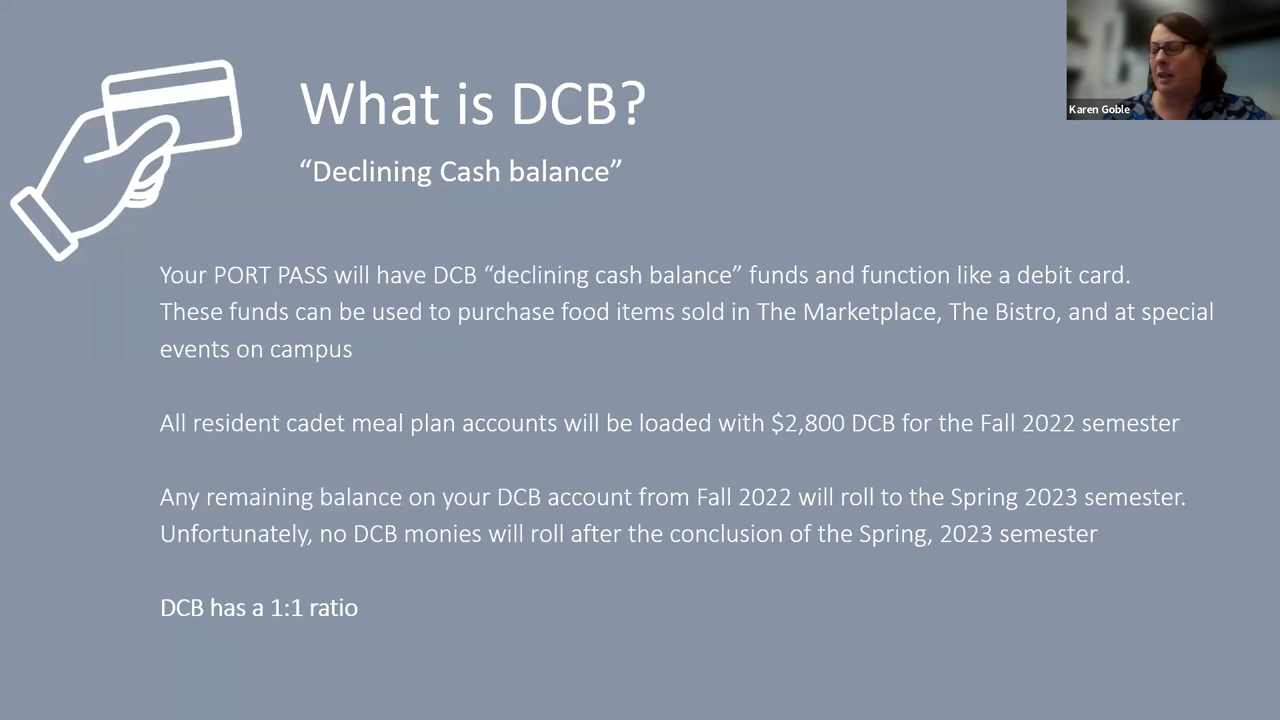 What is DCB?
“Declining Cash balance”
Karen Goble
Your PORT PASS will have DCB “declining cash balance” funds and function like a debit card.
These funds can be used to purchase food items sold in The Marketplace, The Bistro, and at special
events on campus
All resident cadet meal plan accounts will be loaded with $2,800 DCB for the Fall 2022 semester
Any remaining balance on your DCB account from Fall 2022 will roll to the Spring 2023 semester.
Unfortunately, no DCB monies will roll after the conclusion of the Spring, 2023 semester
DCB has a 1:1 ratio